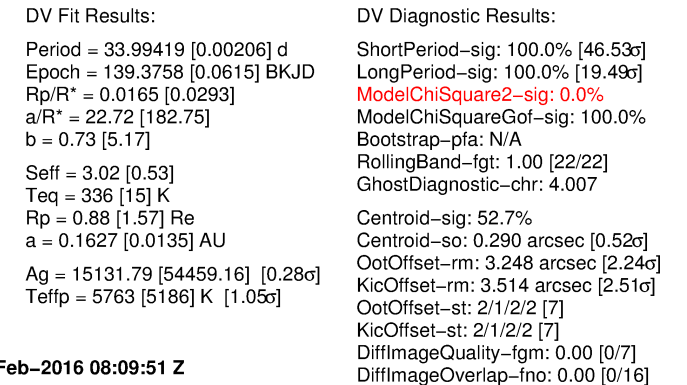 DV Fit Results:
Period = 33.99419 [0.00206] d
Epoch = 139.3758 [0.0615] BKJD
Rp/R* = 0.0165 [0.0293]
a/R* = 22.72 [182.75]
b = 0.73 [5.17]
Seff = 3.02 [0.53]
Teq = 336 [15] K
Rp = 0.88 [1.57] Re
a = 0.1627 [0.0135] AU
Ag = 15131.79 [54459.16] [0.28σ]
Teffp = 5763 [5186] K [1.05σ]
Feb−2016 08:09:51 Z
DV Diagnostic Results:
ShortPeriod−sig: 100.0% [46.53σ]
LongPeriod−sig: 100.0% [19.49σ]
ModelChiSquare2−sig: 0.0%
ModelChiSquareGof−sig: 100.0%
Bootstrap−pfa: N/A
RollingBand−fgt: 1.00 [22/22]
GhostDiagnostic−chr: 4.007
Centroid−sig: 52.7%
Centroid−so: 0.290 arcsec [0.52σ]
OotOffset−rm: 3.248 arcsec [2.24σ]
KicOffset−rm: 3.514 arcsec [2.51σ]
OotOffset−st: 2/1/2/2 [7]
KicOffset−st: 2/1/2/2 [7]
DiffImageQuality−fgm: 0.00 [0/7]
DiffImageOverlap−fno: 0.00 [0/16]